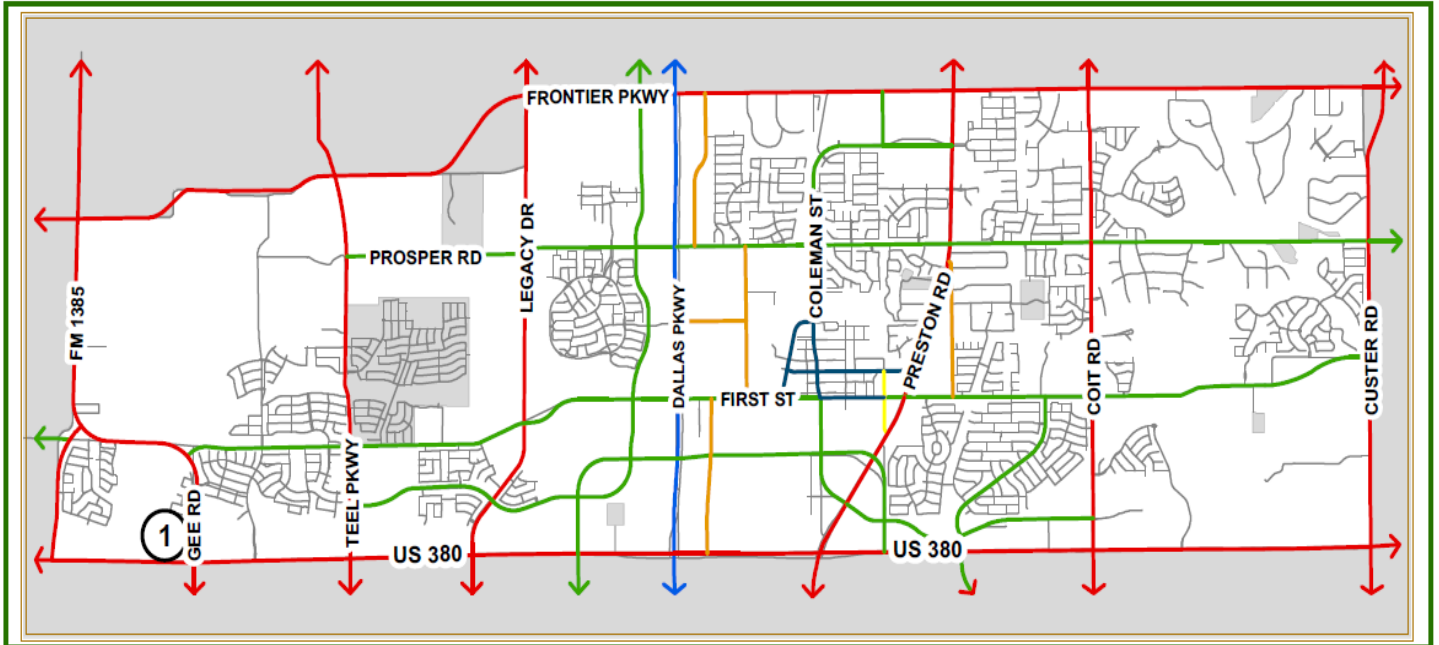 FRONTIER PKWY
LEGACY DR
COLEMAN ST
PROSPER RD
PRESTON RD
FM 1385
DALLAS PKWY
COIT RD
CUSTER RD
FIRST ST
TEEL PKWY
GEE RD
1
US 380
US 380